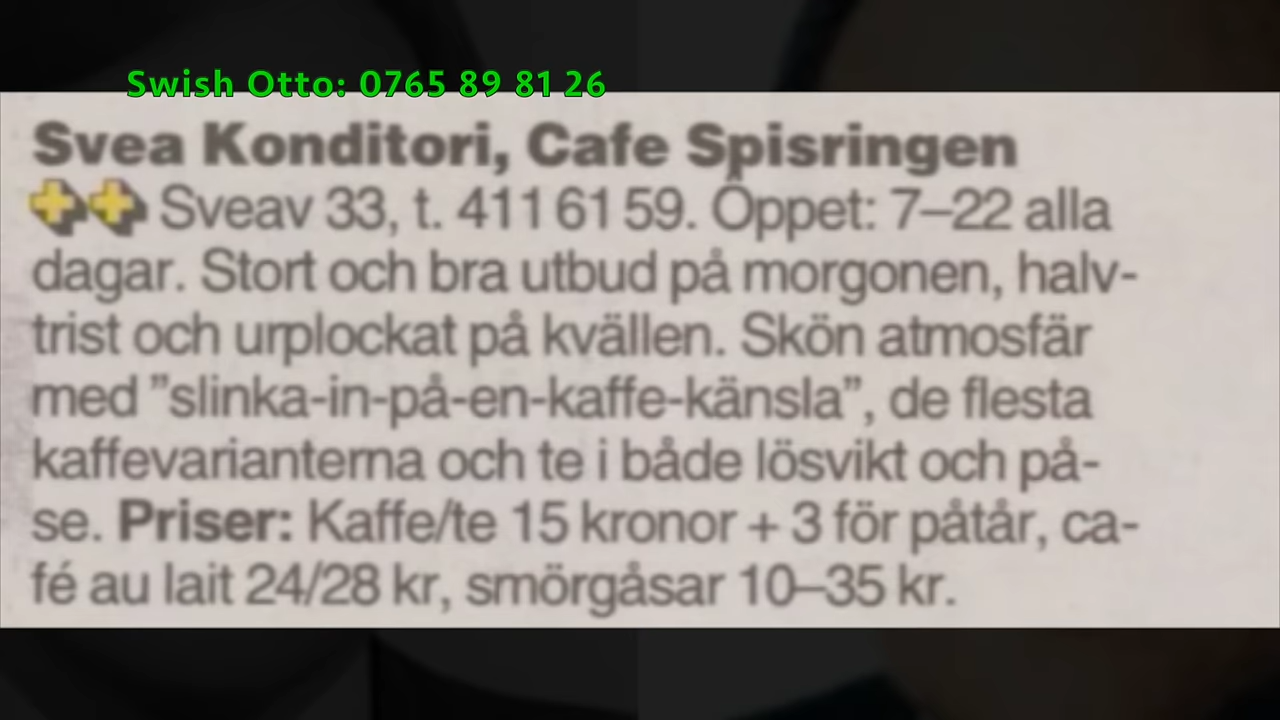 Swish Otto: 0765 89 81 26
Svea Konditori, Cafe Spisringen
Sveav 33, t. 411 61 59. Öppet: 7–22 alla
dagar. Stort och bra utbud på morgonen, halv-
trist och urplockat på kvällen. Skön atmosfär
med ”slinka-in-på-en-kaffe-känsla”, de flesta
kaffevarianterna och te i både lösvikt och på-
se. Priser: Kaffe/te 15 kronor + 3 för påtår, ca-
fé au lait 24/28 kr, smörgåsar 10–35 kr.